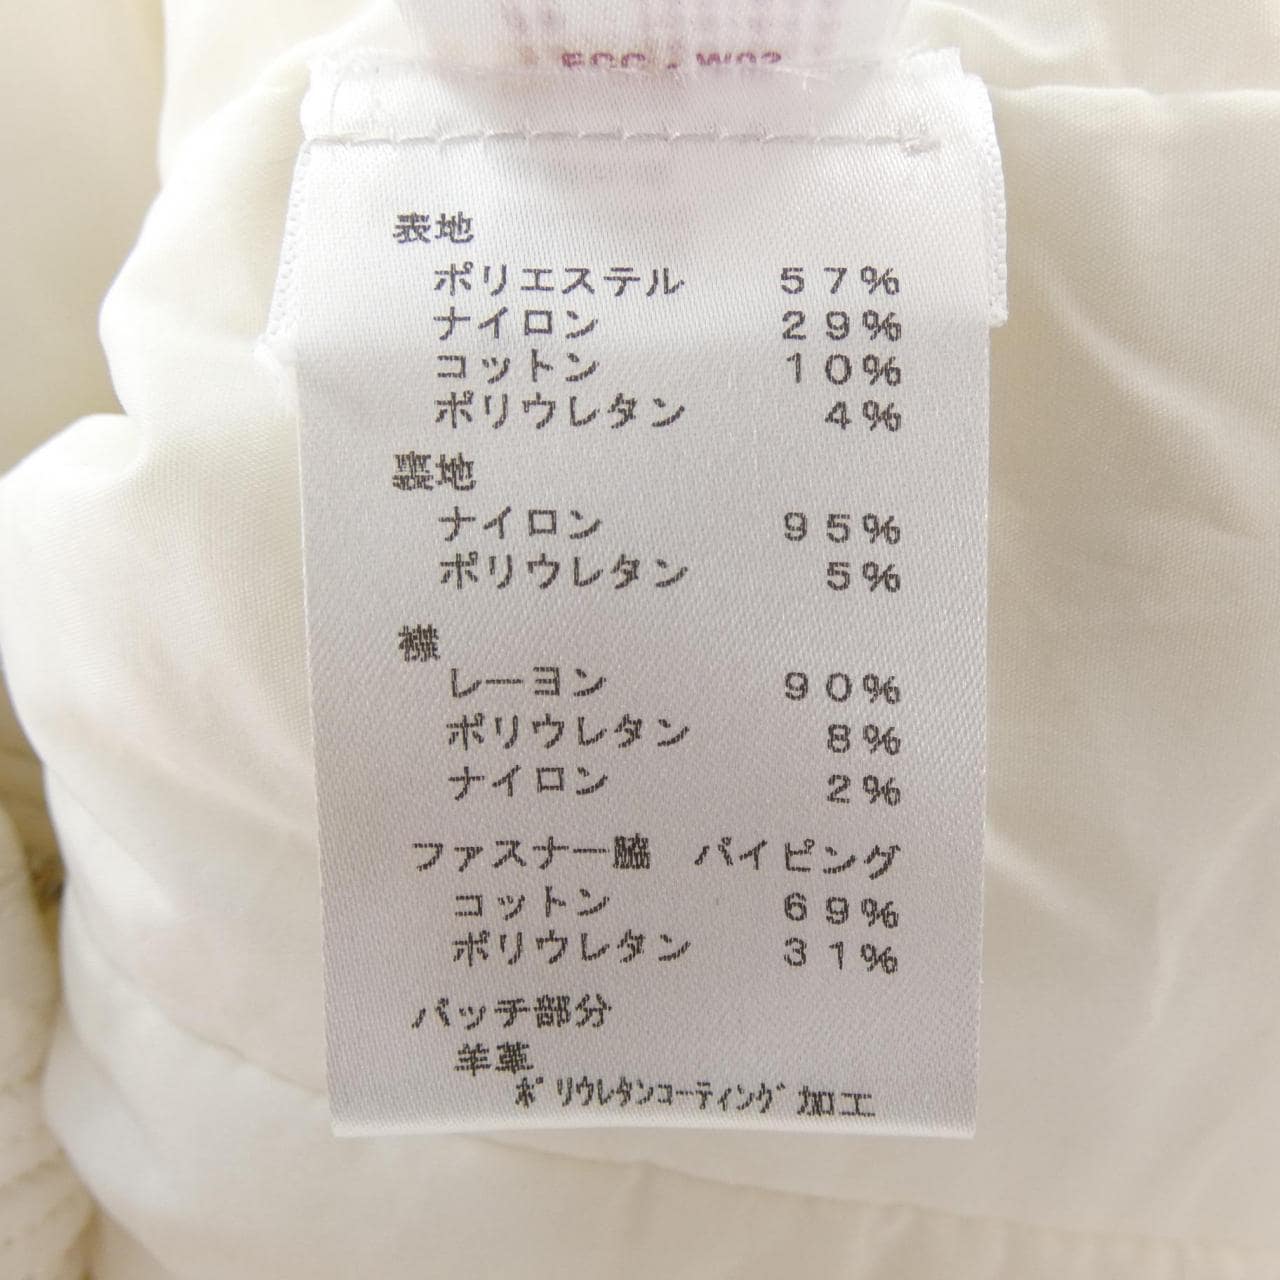 表地
ポリエステル 57%
ナイロン 29%
コットン 10%
ポリウレタン 4%
裏地
ナイロン 95%
ポリウレタン 5%
襟
レーヨン 90%
ポリウレタン 8%
ナイロン 2%
ファスナー脇 パイピング
コットン 69%
ポリウレタン 31%
パッチ部分
羊革
ポリウレタンコーティング加工